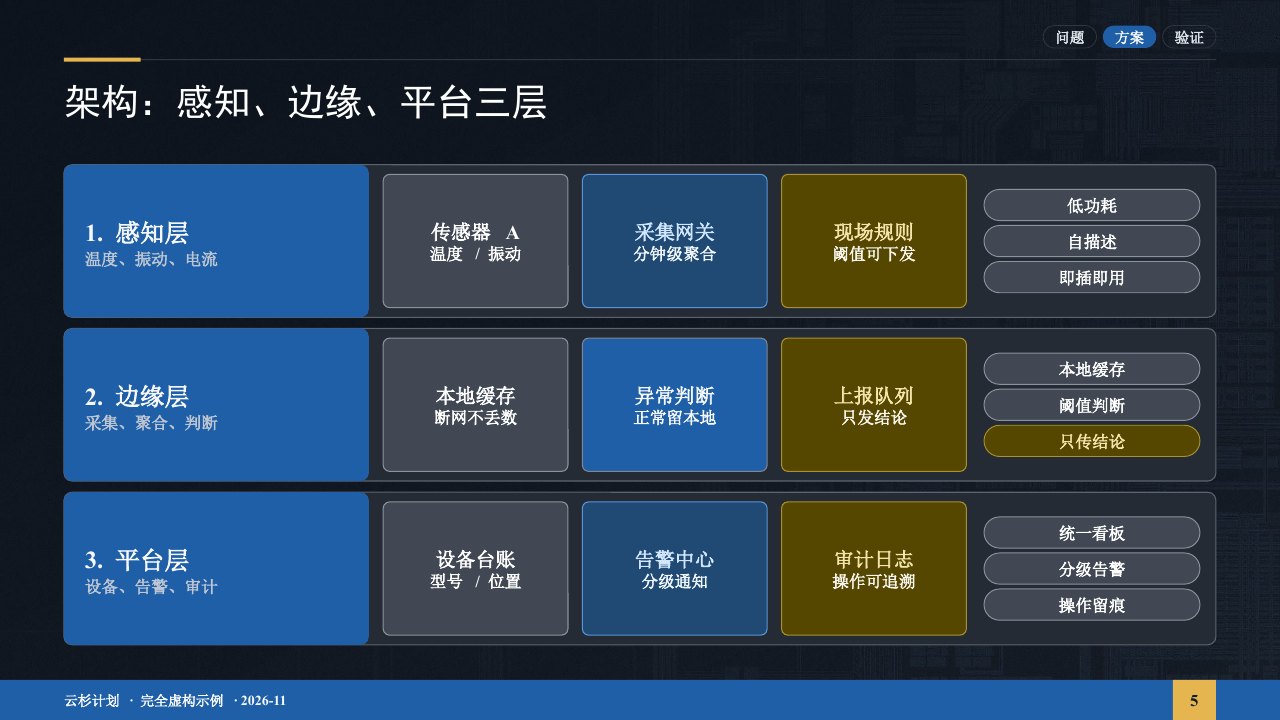 问题
方案
验证
架构：感知、边缘、平台三层
1. 感知层
温度、振动、电流
传感器 A
温度 / 振动
采集网关
分钟级聚合
现场规则
阈值可下发
低功耗
自描述
即插即用
2. 边缘层
采集、聚合、判断
本地缓存
断网不丢数
异常判断
正常留本地
上报队列
只发结论
本地缓存
阈值判断
只传结论
3. 平台层
设备、告警、审计
设备台账
型号 / 位置
告警中心
分级通知
审计日志
操作可追溯
统一看板
分级告警
操作留痕
云杉计划 · 完全虚构示例 · 2026-11
5